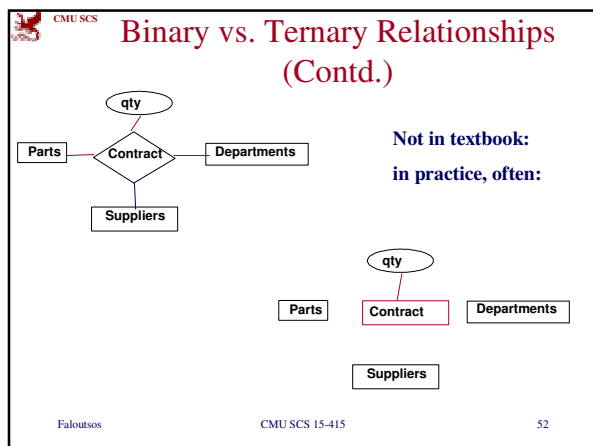 CMU SCS
Binary vs. Ternary Relationships
(Contd.)
qty
Parts
Contract
Departments
Suppliers
Not in textbook:
in practice, often:
qty
Parts
Contract
Departments
Suppliers
Faloutsos
CMU SCS 15-415
52